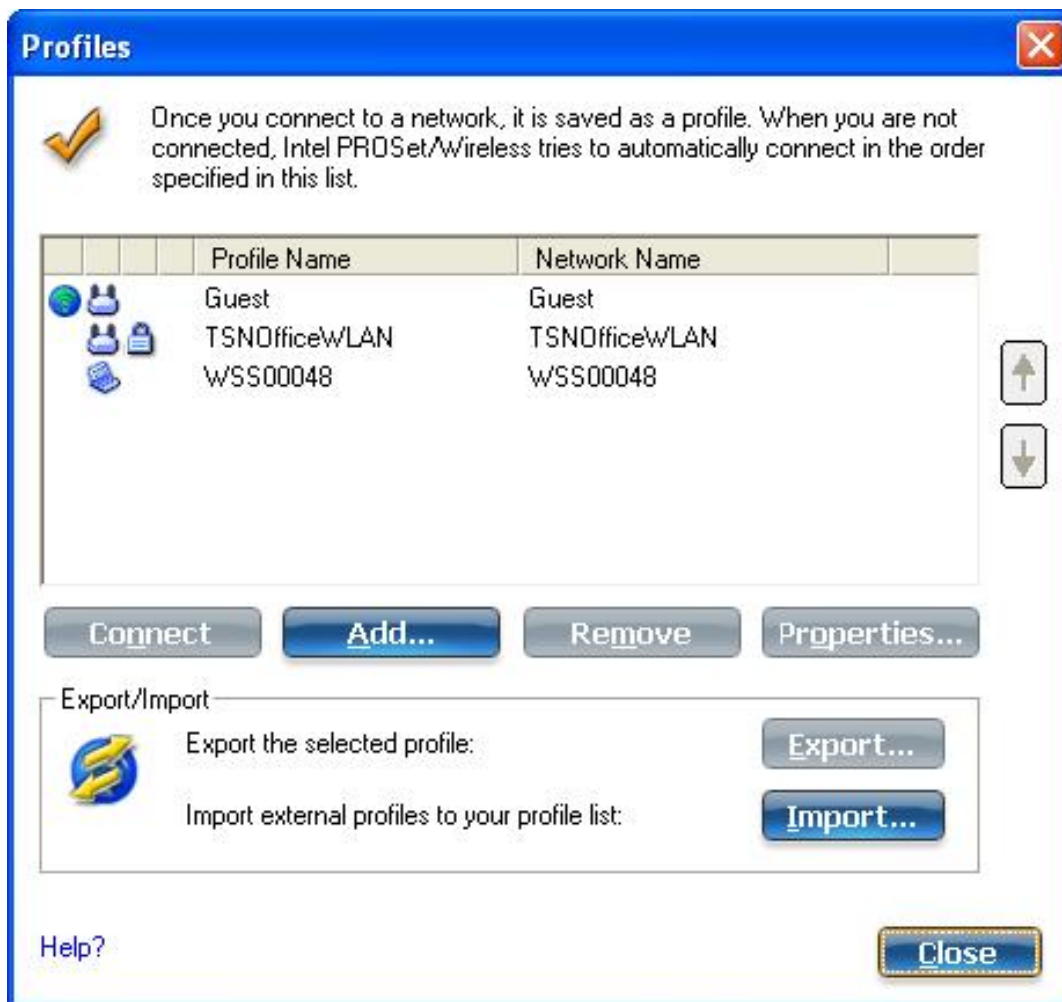 Profiles
Once you connect to a network, it is saved as a profile. When you are not
connected, Intel PROSet/Wireless tries to automatically connect in the order
specified in this list.
Profile Name Network Name
Guest Guest
TSNOfficeWLAN TSNOfficeWLAN
WSS00048 WSS00048
Connect Add... Remove Properties...
Export/Import
Export the selected profile: Export...
Import external profiles to your profile list: Import...
Help? Close